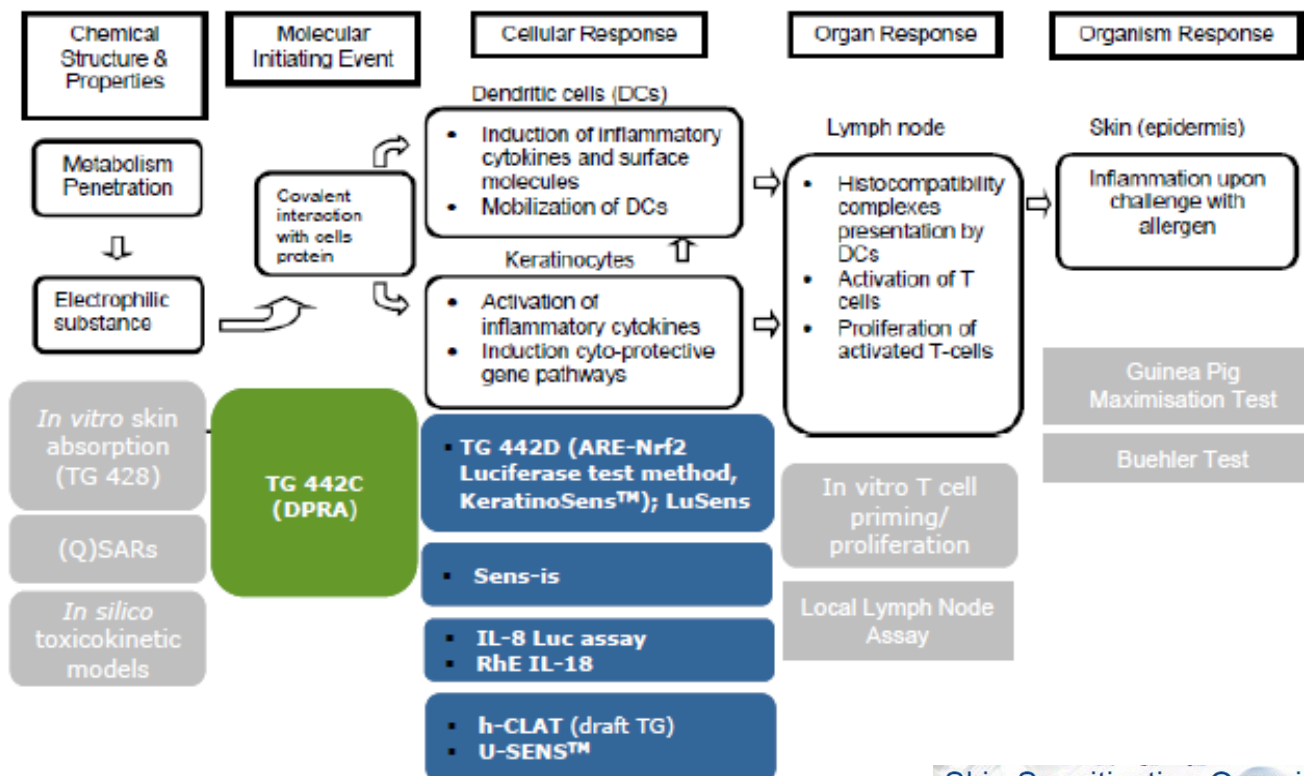 Chemical
Structure &
Properties
Molecular
Initiating Event
Cellular Response
Organ Response
Organism Response
Metabolism
Penetration
Electrophilic
substance
Covalent
interaction
with cells
protein
Dendritic cells (DCs)
• Induction of inflammatory
cytokines and surface
molecules
• Mobilization of DCs
Keratinocytes
• Activation of
inflammatory cytokines
• Induction cyto-protective
gene pathways
Lymph node
• Histocompatibility
complexes
presentation by
DCs
• Activation of T
cells
• Proliferation of
activated T-cells
Skin (epidermis)
Inflammation upon
challenge with
allergen
In vitro skin
absorption
(TG 428)
(Q)SARs
In silico
toxicokinetic
models
TG 442C
(DPRA)
▪ TG 442D (ARE-Nrf2
Luciferase test method,
KeratinoSens™); LuSens
▪ Sens-is
▪ IL-8 Luc assay
▪ RhE IL-18
▪ h-CLAT (draft TG)
▪ U-SENS™
In vitro T cell
priming/
proliferation
Local Lymph Node
Assay
Guinea Pig
Maximisation Test
Buehler Test